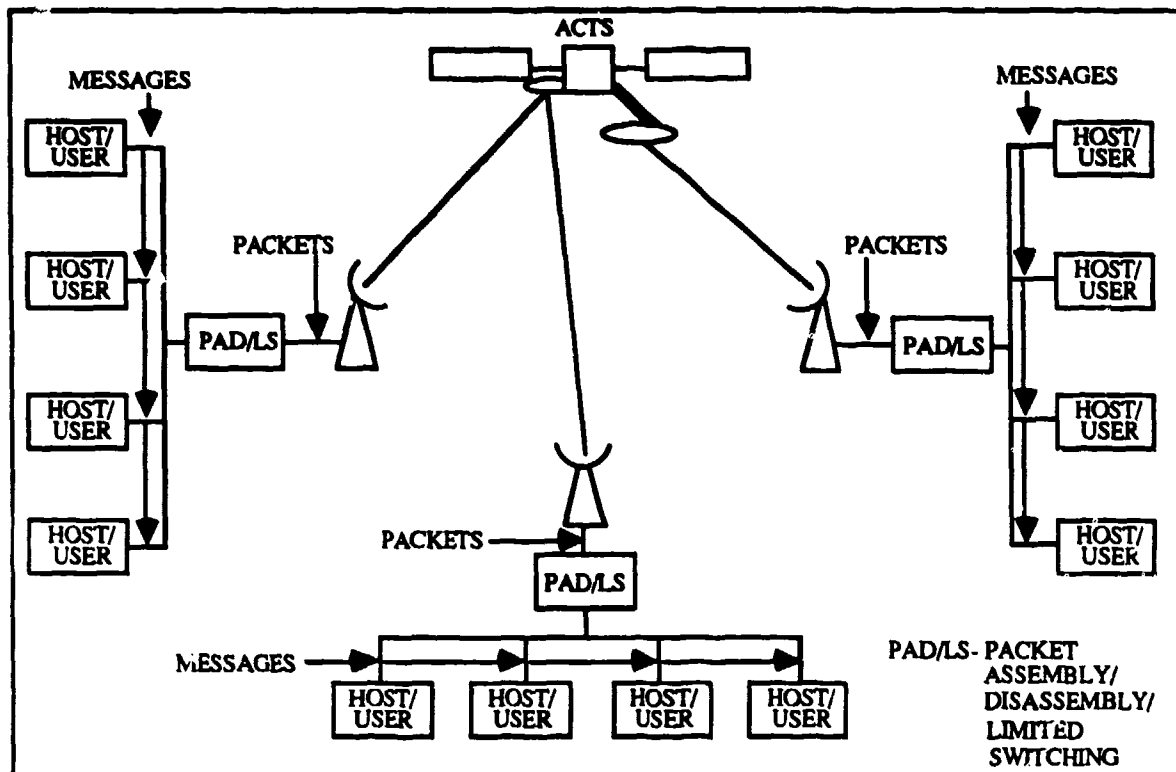 ACTS
MESSAGES
HOST/
USER
HOST/
USER
HOST/
USER
HOST/
USER
PACKETS
PAD/LS
MESSAGES
HOST/
USER
HOST/
USER
HOST/
USER
HOST/
USER
PACKETS
PAD/LS
PACKETS
PAD/LS
MESSAGES
HOST/
USER
HOST/
USER
HOST/
USER
HOST/
USER
PAD/LS- PACKET
ASSEMBLY/
DISASSEMBLY/
LIMITED
SWITCHING